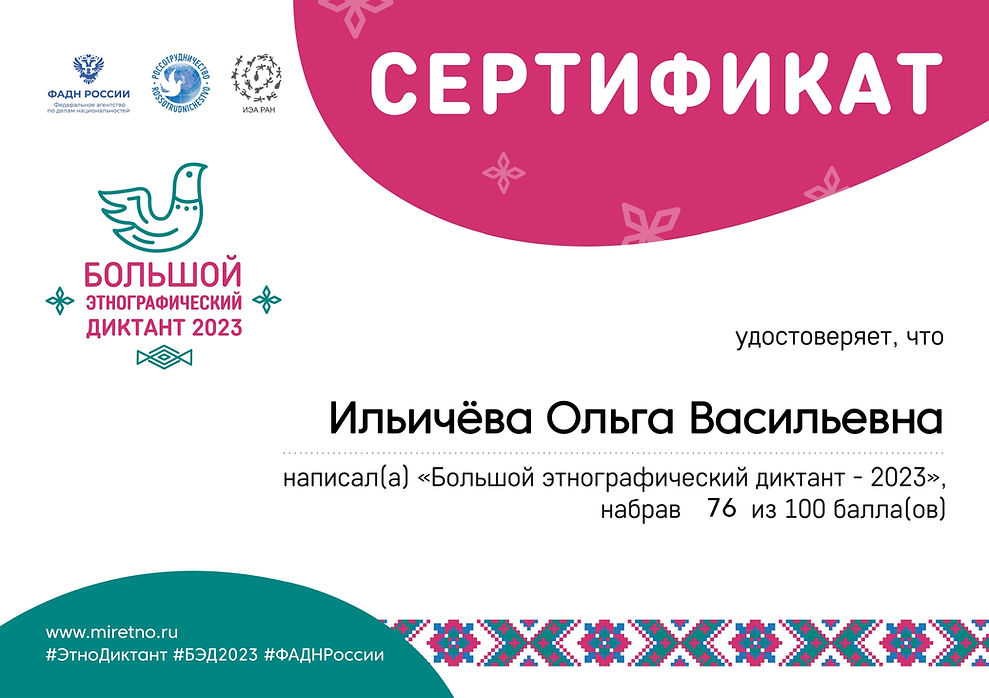 СЕРТИФИКАТ
ФАДН РОССИИ
Федеральное агентство
по делам национальностей
РОССОТРУДНИЧЕСТВО
ROSSOTRUDNICHESTVO
ИЭА РАН
БОЛЬШОЙ
ЭТНОГРАФИЧЕСКИЙ
ДИКТАНТ 2023
удостоверяет, что
Ильичёва Ольга Васильевна
написал(а) «Большой этнографический диктант - 2023»,
набрав 76 из 100 балла(ов)
www.miretno.ru
#ЭтноДиктант #БЭД2023 #ФАДНРоссии